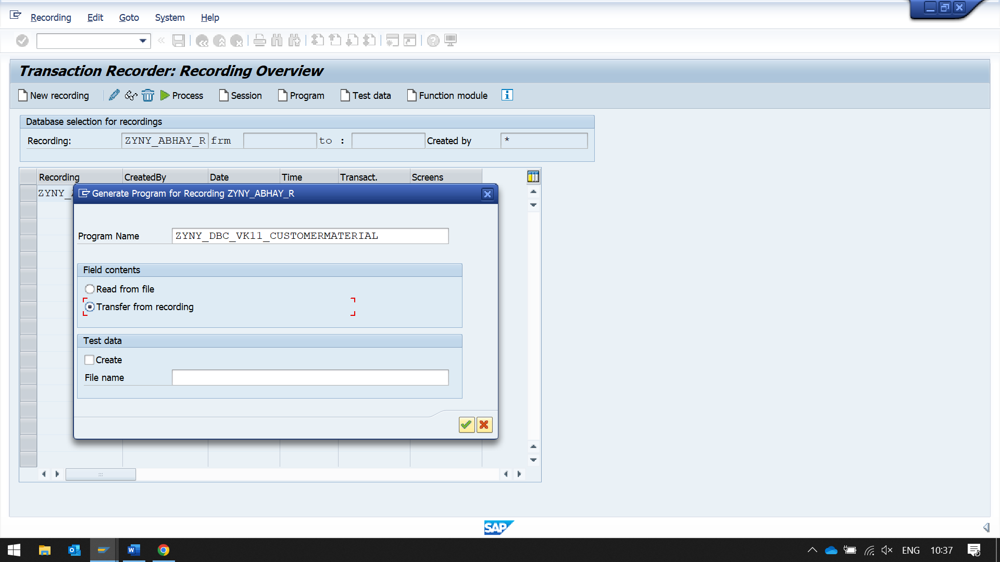 Recording Edit Goto System Help
Transaction Recorder: Recording Overview
New recording Process Session Program Test data Function module
Database selection for recordings
Recording: ZYNY_ABHAY_R frm to : Created by *
Recording CreatedBy Date Time Transact. Screens
ZYNY_
Generate Program for Recording ZYNY_ABHAY_R
Program Name ZYNY_DBC_VK11_CUSTOMERMATERIAL
Field contents
Read from file
Transfer from recording
Test data
Create
File name
SAP
ENG 10:37